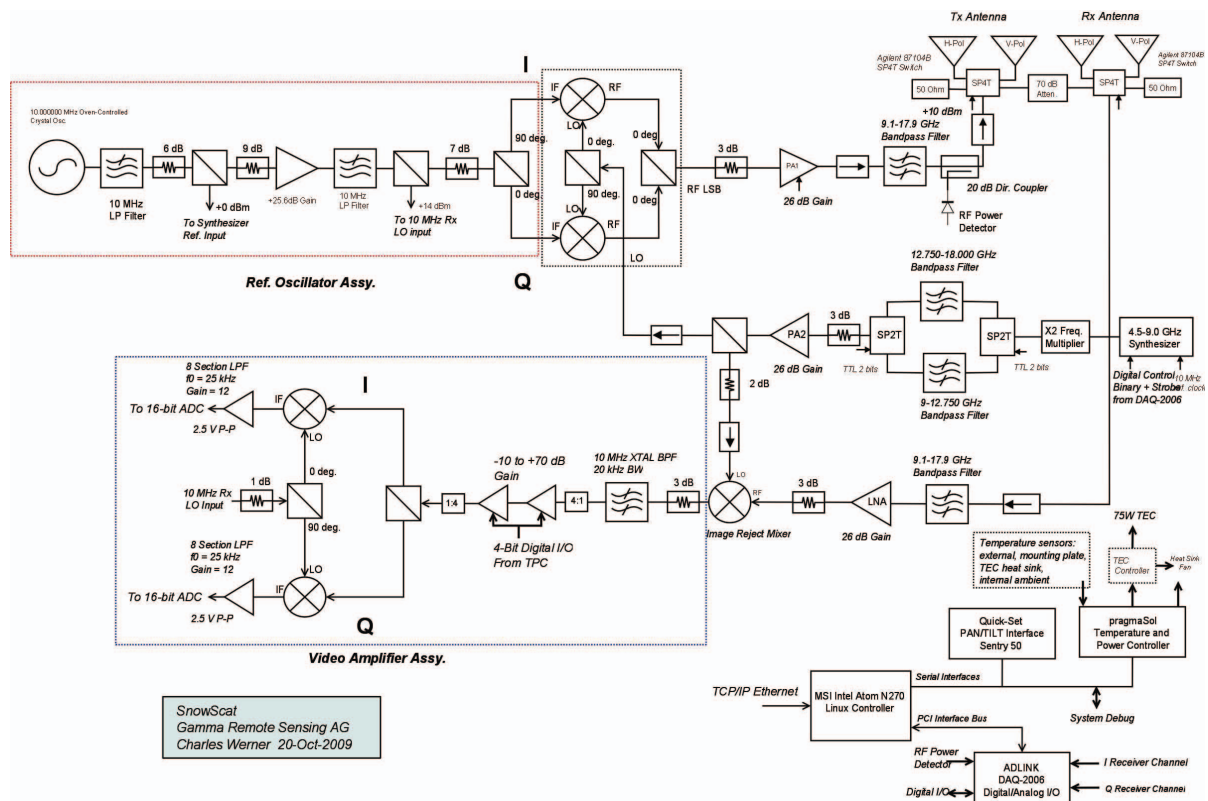 Tx Antenna
Rx Antenna
H-Pol
V-Pol
H-Pol
V-Pol
Agilent 87104B
SP4T Switch
Agilent 87104B
SP4T Switch
50 Ohm
SP4T
70 dB
Atten.
SP4T
50 Ohm
+10 dBm
9.1-17.9 GHz
Bandpass Filter
20 dB Dir. Coupler
RF Power
Detector
I
10.000000 MHz Oven-Controlled
Crystal Osc.
6 dB
9 dB
7 dB
10 MHz
LP Filter
+0 dBm
To Synthesizer
Ref. Input
+25.6dB Gain
10 MHz
LP Filter
+14 dBm
To 10 MHz Rx
LO input
90 deg.
0 deg.
Ref. Oscillator Assy.
Q
IF
RF
LO
0 deg.
0 deg.
90 deg.
0 deg.
LO
IF
RF
LO
RF LSB
3 dB
PA1
26 dB Gain
12.750-18.000 GHz
Bandpass Filter
3 dB
PA2
26 dB Gain
SP2T
SP2T
TTL 2 bits
TTL 2 bits
9-12.750 GHz
Bandpass Filter
X2 Freq.
Multiplier
4.5-9.0 GHz
Synthesizer
Digital Control
Binary + Strobe
from DAQ-2006
10 MHz
ref. clock
2 dB
8 Section LPF
f0 = 25 kHz
Gain = 12
I
To 16-bit ADC
2.5 V P-P
IF
LO
0 deg.
1 dB
10 MHz Rx
LO Input
90 deg.
8 Section LPF
f0 = 25 kHz
Gain = 12
LO
To 16-bit ADC
IF
2.5 V P-P
Q
-10 to +70 dB
Gain
1:4
4:1
4-Bit Digital I/O
From TPC
10 MHz XTAL BPF
20 kHz BW
3 dB
LO
RF
Image Reject Mixer
3 dB
LNA
26 dB Gain
9.1-17.9 GHz
Bandpass Filter
Video Amplifier Assy.
Temperature sensors:
external, mounting plate,
TEC heat sink,
internal ambient
75W TEC
TEC
Controller
Heat Sink
Fan
Quick-Set
PAN/TILT Interface
Sentry 50
pragmaSol
Temperature and
Power Controller
Serial Interfaces
TCP/IP Ethernet
MSI Intel Atom N270
Linux Controller
System Debug
PCI Interface Bus
RF Power
Detector
Digital I/O
ADLINK
DAQ-2006
Digital/Analog I/O
I Receiver Channel
Q Receiver Channel
SnowScat
Gamma Remote Sensing AG
Charles Werner 20-Oct-2009